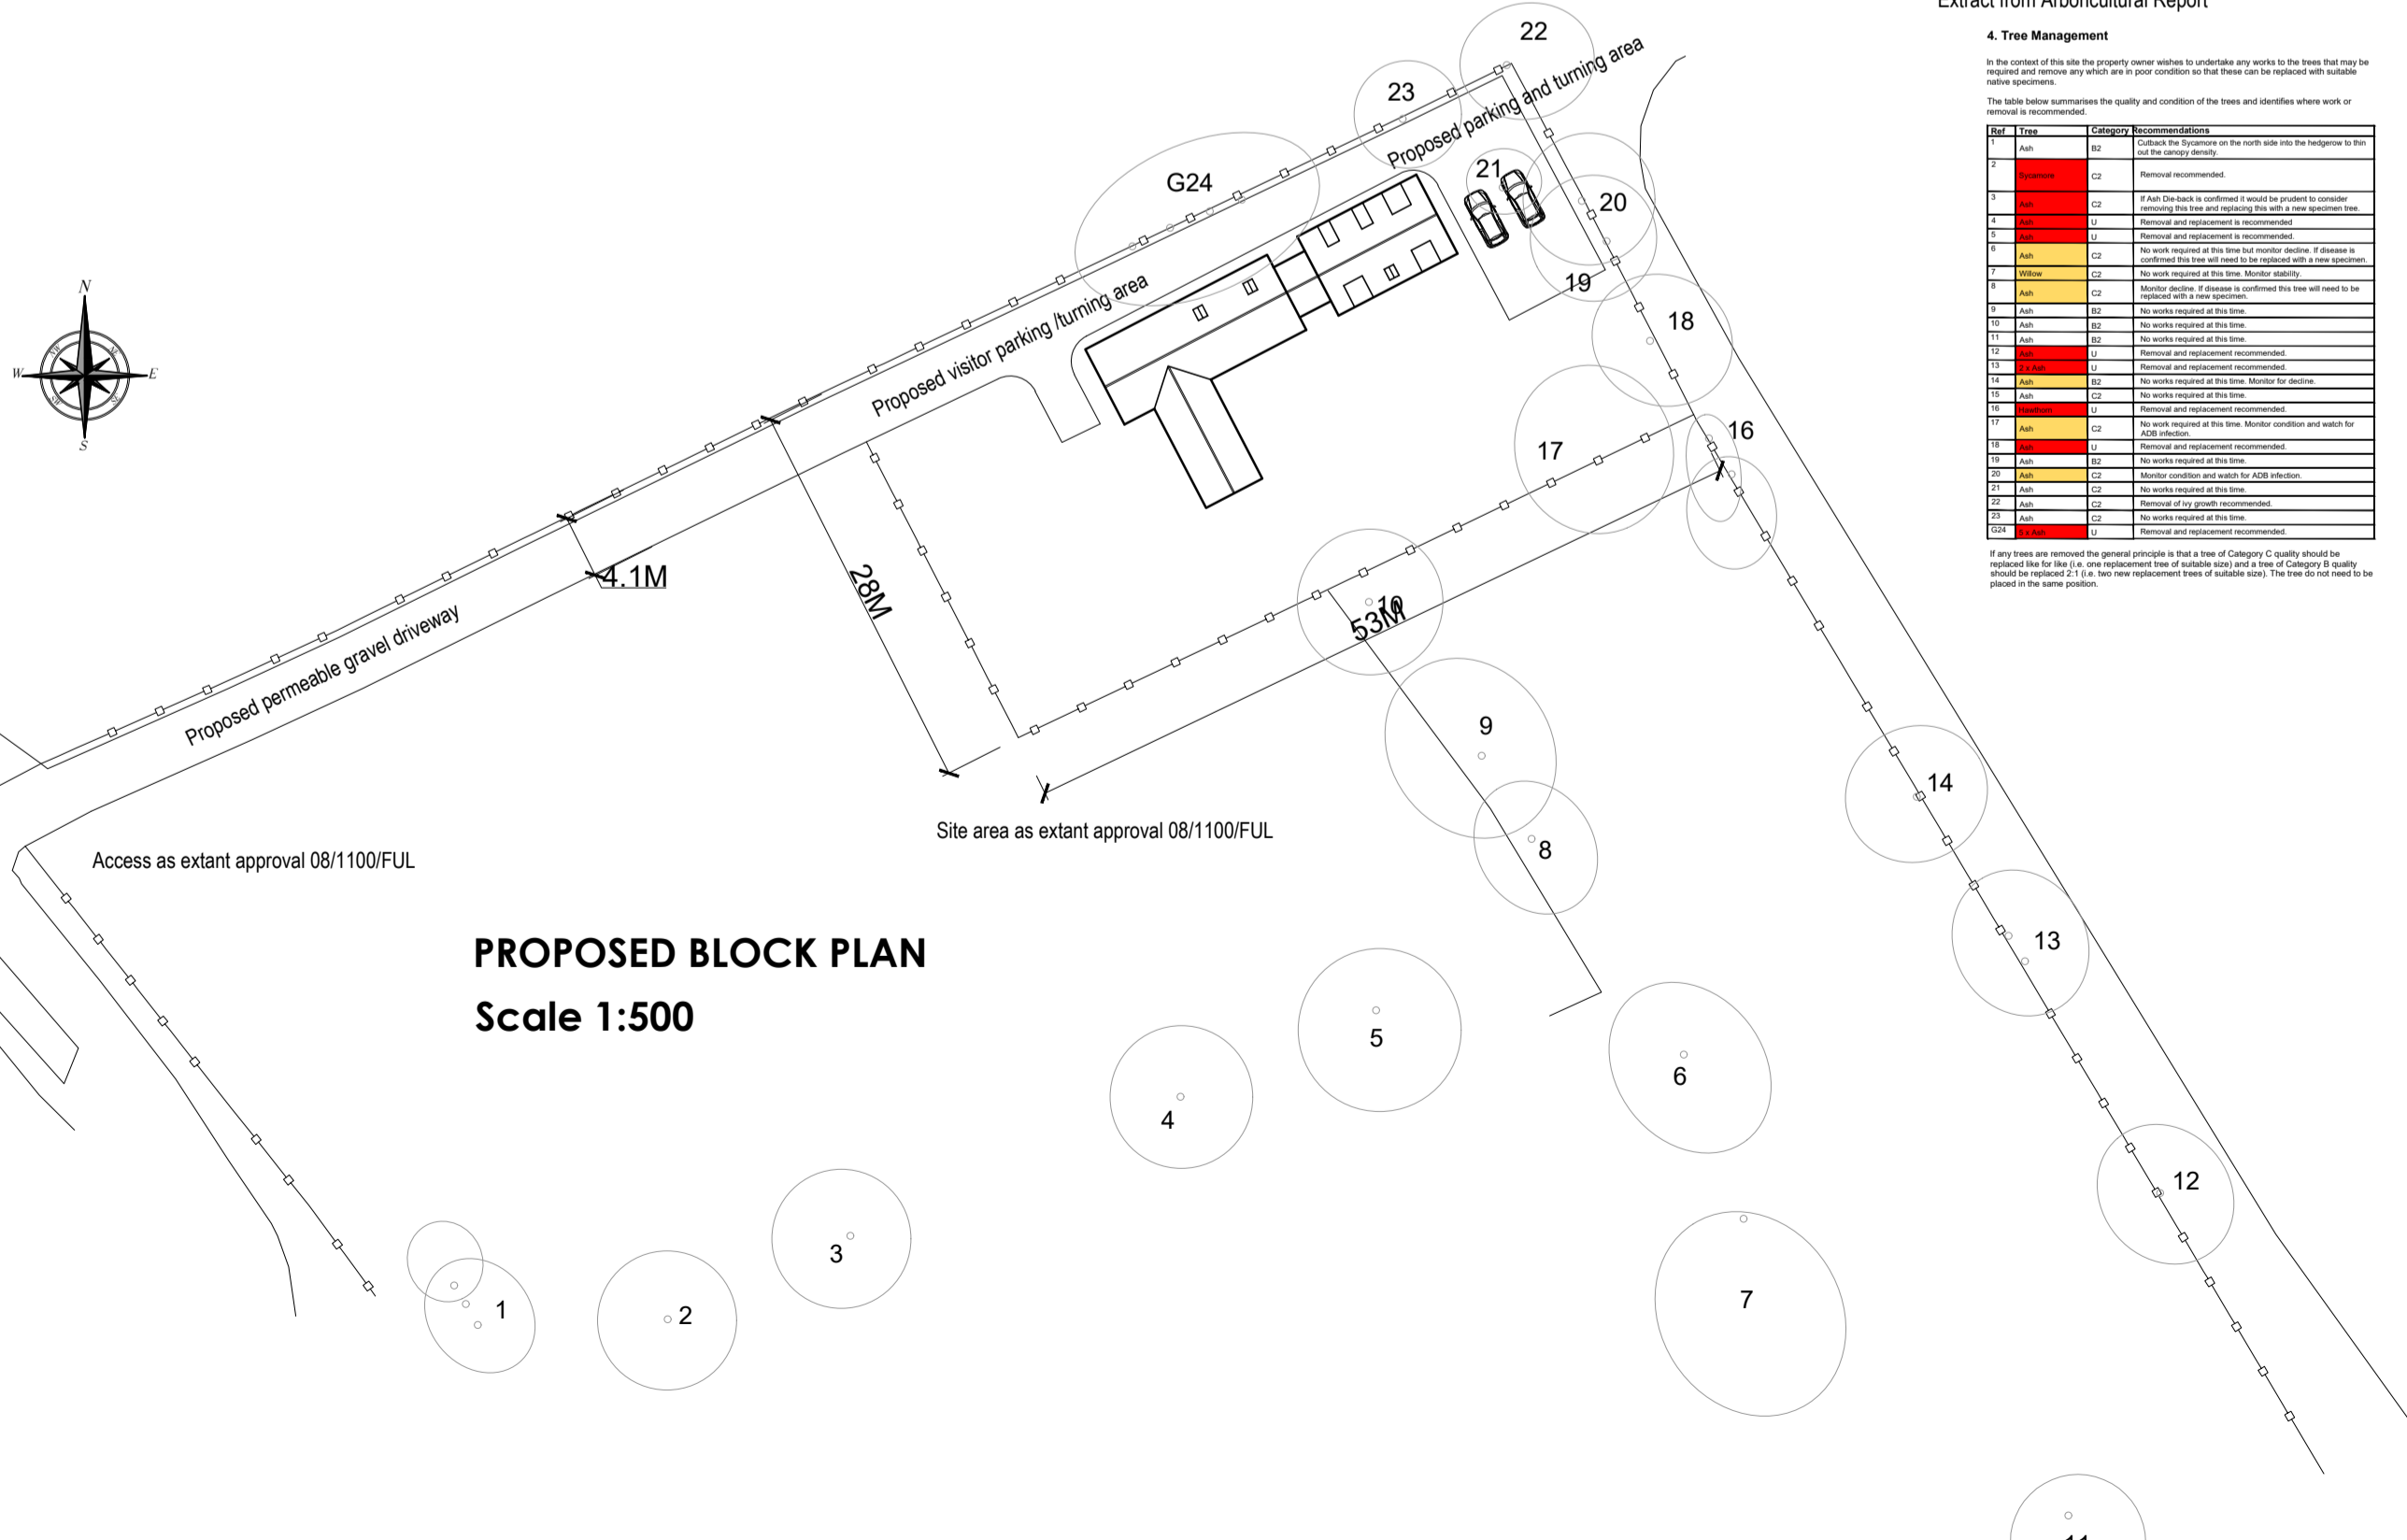 Extract from Arboricultural Report
4. Tree Management
In the context of this site the property owner wishes to undertake any works to the trees that may be
required and remove any which are in poor condition so that these can be replaced with suitable
native specimens.
The table below summarises the quality and condition of the trees and identifies where work or
removal is recommended.
Ref Tree Category Recommendations
1 Ash B2 Cutback the Sycamore on the north side into the hedgerow to thin
out the canopy density.
2 Sycamore C2 Removal recommended.
3 Ash C2 If Ash Die-back is confirmed it would be prudent to consider
removing this tree and replacing this with a new specimen tree.
4 Ash U Removal and replacement is recommended
5 Ash U Removal and replacement is recommended.
6 Ash C2 No work required at this time but monitor decline. If disease is
confirmed this tree will need to be replaced with a new specimen.
7 Willow C2 No work required at this time. Monitor stability.
8 Ash C2 Monitor decline. If disease is confirmed this tree will need to be
replaced with a new specimen.
9 Ash B2 No works required at this time.
10 Ash B2 No works required at this time.
11 Ash B2 No works required at this time.
12 Ash U Removal and replacement recommended.
13 2 x Ash U Removal and replacement recommended.
14 Ash B2 No works required at this time. Monitor for decline.
15 Ash C2 No works required at this time.
16 Hawthorn U Removal and replacement recommended.
17 Ash C2 No work required at this time. Monitor condition and watch for
ADB infection.
18 Ash U Removal and replacement recommended.
19 Ash B2 No works required at this time.
20 Ash C2 Monitor condition and watch for ADB infection.
21 Ash C2 No works required at this time.
22 Ash C2 Removal of ivy growth recommended.
23 Ash C2 No works required at this time.
G24 5 x Ash U Removal and replacement recommended.
If any trees are removed the general principle is that a tree of Category C quality should be
replaced like for like (i.e. one replacement tree of suitable size) and a tree of Category B quality
should be replaced 2:1 (i.e. two new replacement trees of suitable size). The tree do not need to be
placed in the same position.
22
23
Proposed parking and turning area
G24
21
20
19
18
N
NW
W
E
SW
S
Proposed visitor parking /turning area
17
16
4.1M
28M
10
53M
Proposed permeable gravel driveway
9
14
Site area as extant approval 08/1100/FUL
8
Access as extant approval 08/1100/FUL
13
PROPOSED BLOCK PLAN
Scale 1:500
5
6
4
12
3
7
1
2
11